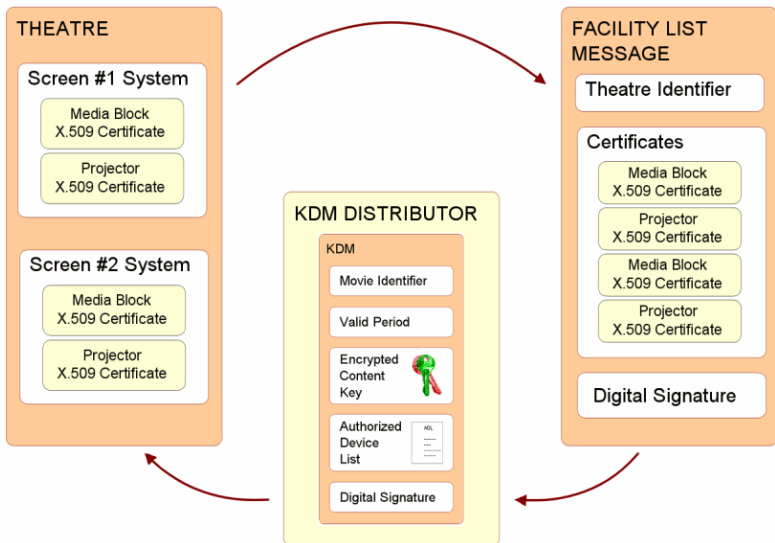 THEATRE
Screen #1 System
Media Block
X.509 Certificate
Projector
X.509 Certificate
Screen #2 System
Media Block
X.509 Certificate
Projector
X.509 Certificate
KDM DISTRIBUTOR
KDM
Movie Identifier
Valid Period
Encrypted
Content
Key
Authorized
Device
List
ADL
Digital Signature
FACILITY LIST
MESSAGE
Theatre Identifier
Certificates
Media Block
X.509 Certificate
Projector
X.509 Certificate
Media Block
X.509 Certificate
Projector
X.509 Certificate
Digital Signature